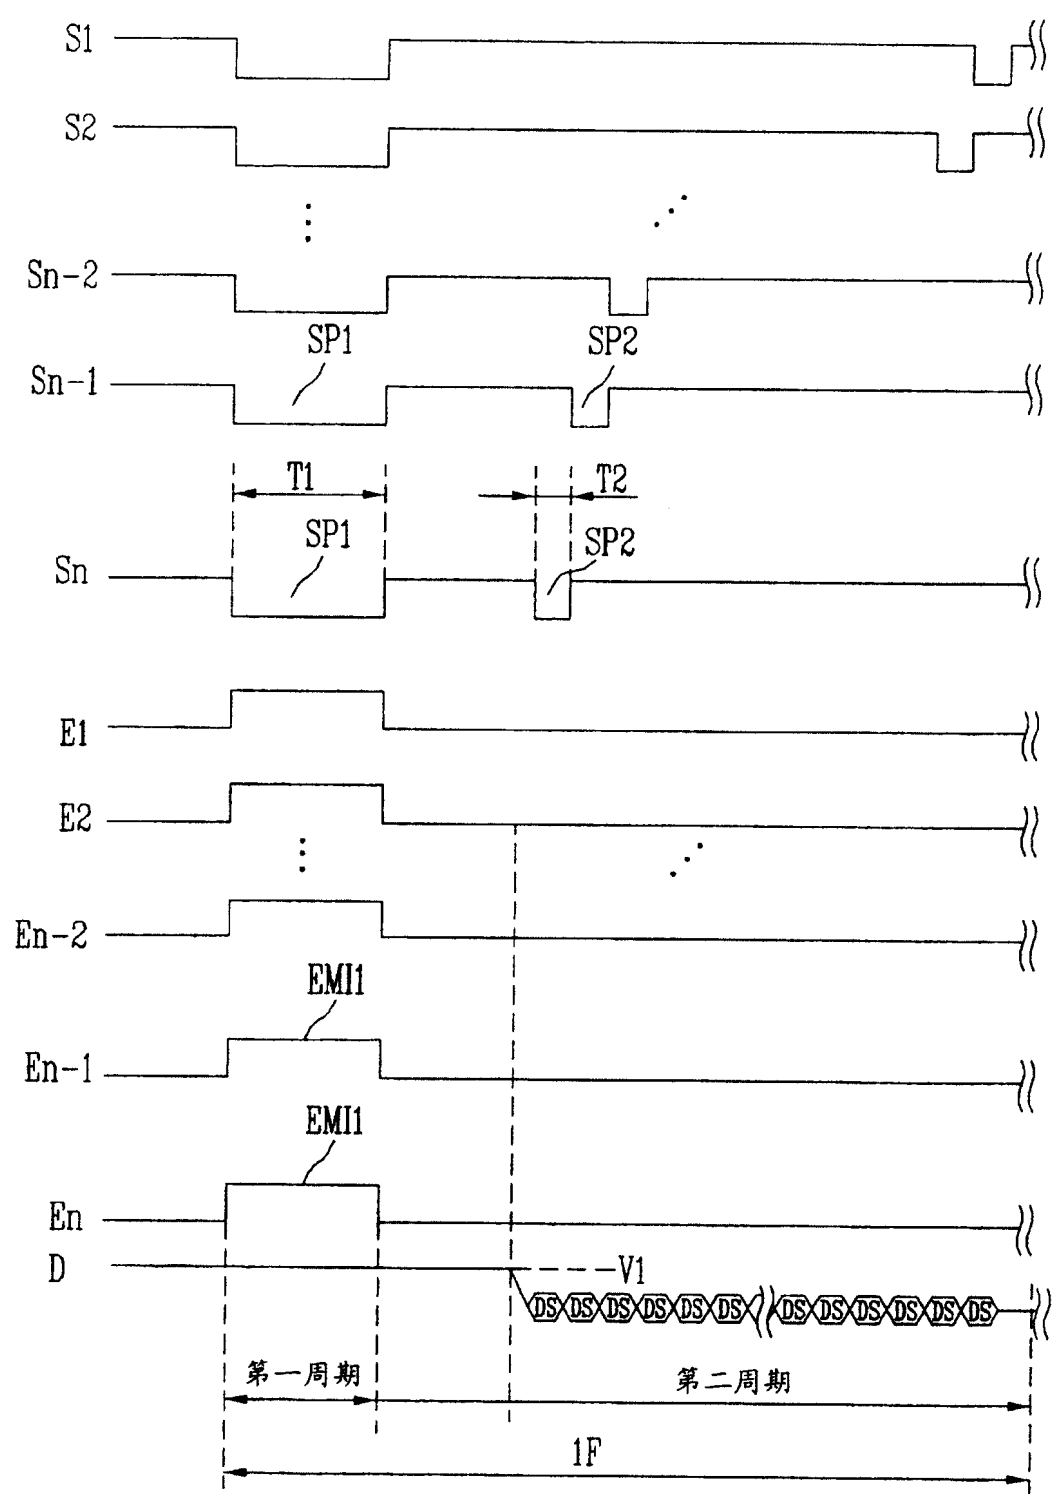 S1
S2
Sn-2
SP1
SP2
Sn-1
T1
T2
SP1
SP2
Sn
E1
E2
En-2
EMI1
En-1
EMI1
En
D
V1
DS DS DS DS DS DS DS DS DS DS DS DS
第一周期
第二周期
1F